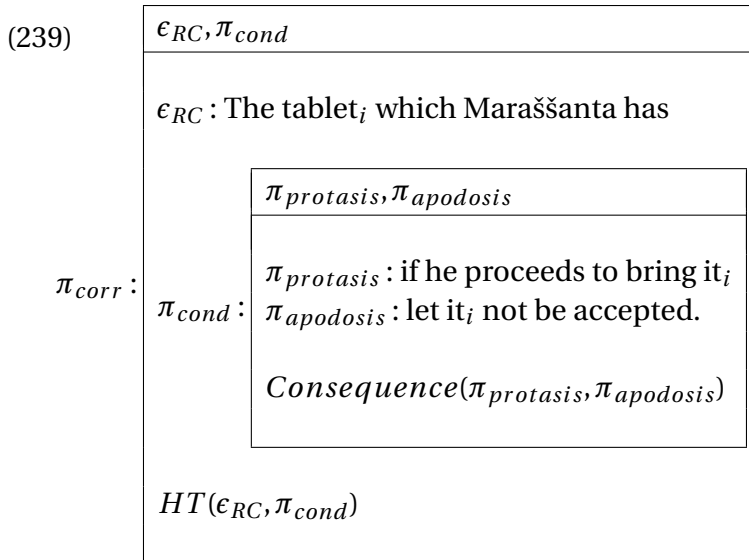 (239)
ϵ_RC, π_cond
ϵ_RC : The tablet_i which Maraššanta has
π_protasis, π_apodosis
π_protasis : if he proceeds to bring it_i
π_corr : π_cond : π_apodosis : let it_i not be accepted.
Consequence(π_protasis, π_apodosis)
HT(ϵ_RC, π_cond)